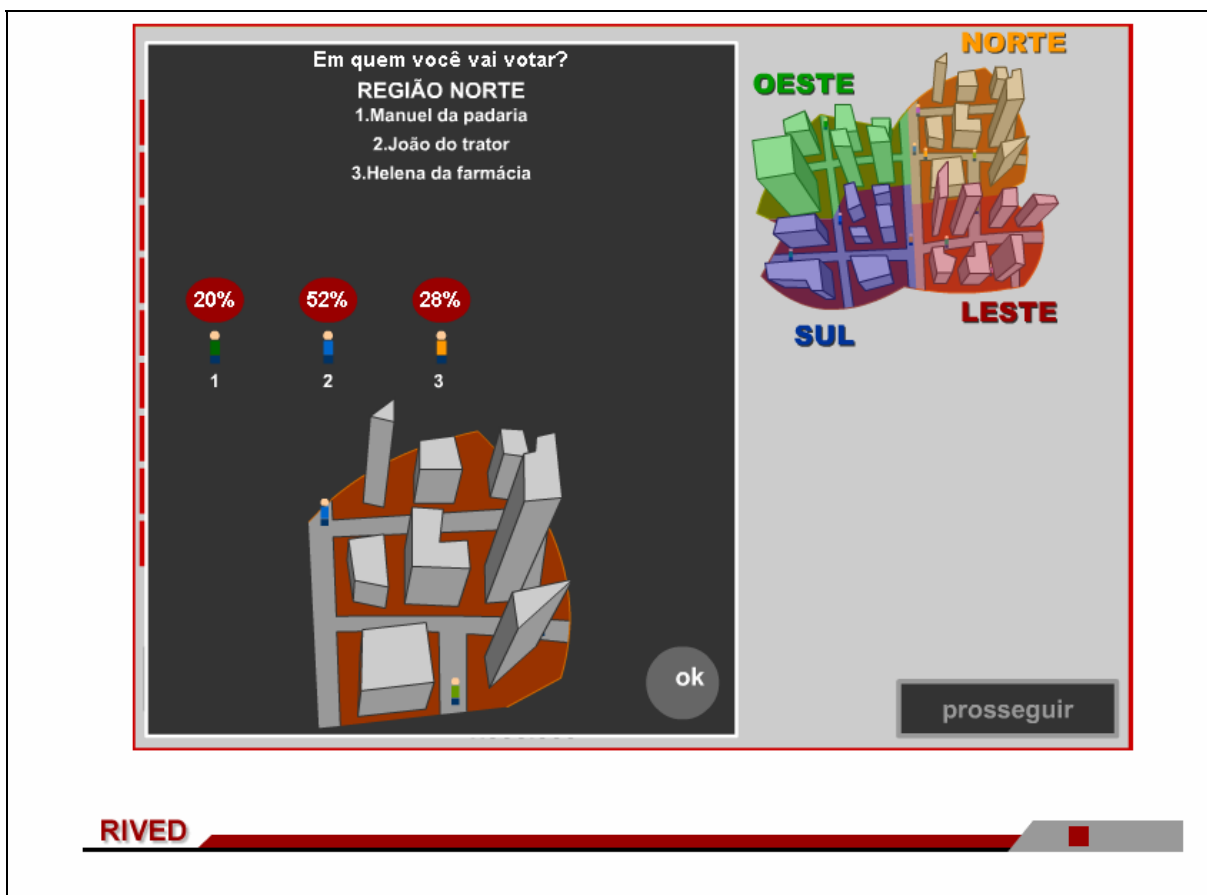 Em quem você vai votar?
REGIÃO NORTE
1.Manuel da padaria
2.João do trator
3.Helena da farmácia
20% 52% 28%
1 2 3
ok
NORTE
OESTE
LESTE
SUL
prosseguir
RIVED